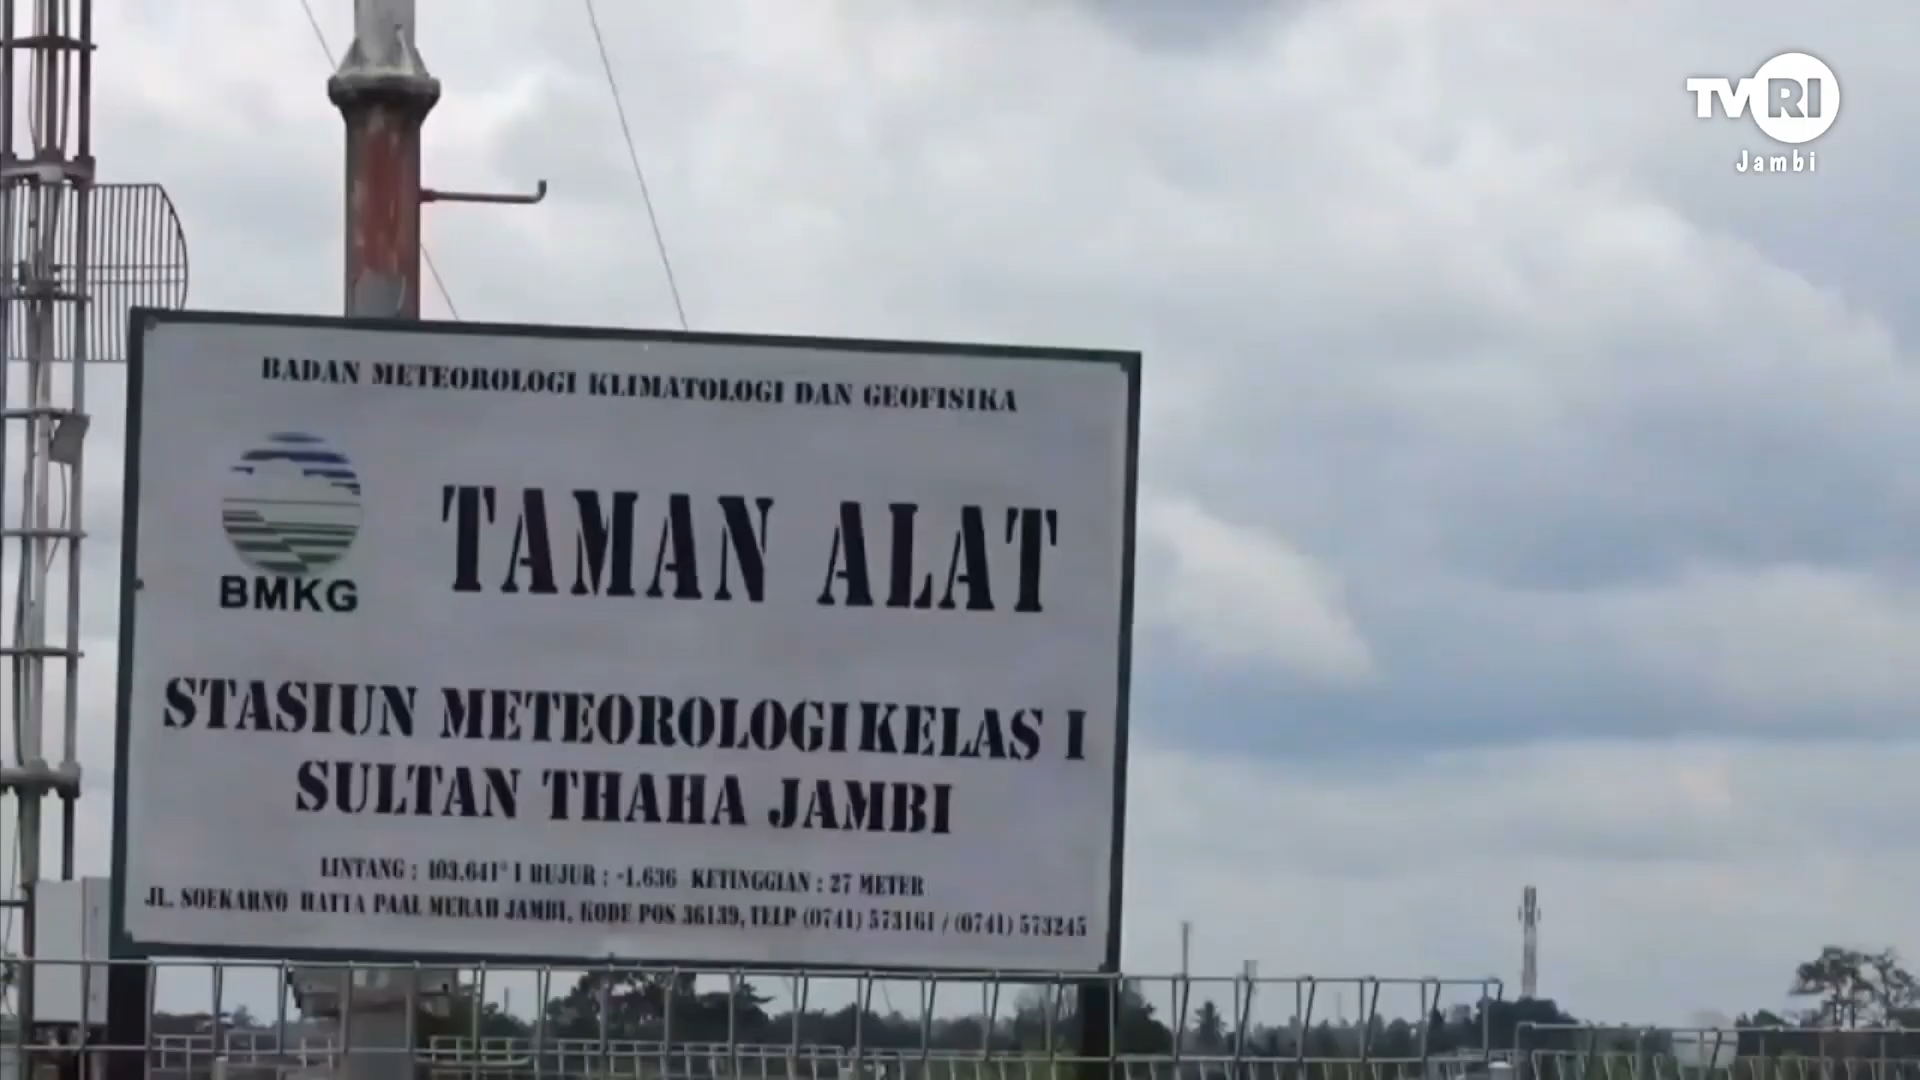 TVRI
Jambi
BADAN METEOROLOGI KLIMATOLOGI DAN GEOFISIKA
BMKG
TAMAN ALAT
STASIUN METEOROLOGI KELAS I
SULTAN THAHA JAMBI
LINTANG : 103.641° I BUJUR : -1.636 KETINGGIAN : 27 METER
JL. SOEKARNO HATTA PAAL MERAH JAMBI, KODE POS 36139, TELP (0741) 573161 / (0741) 573245